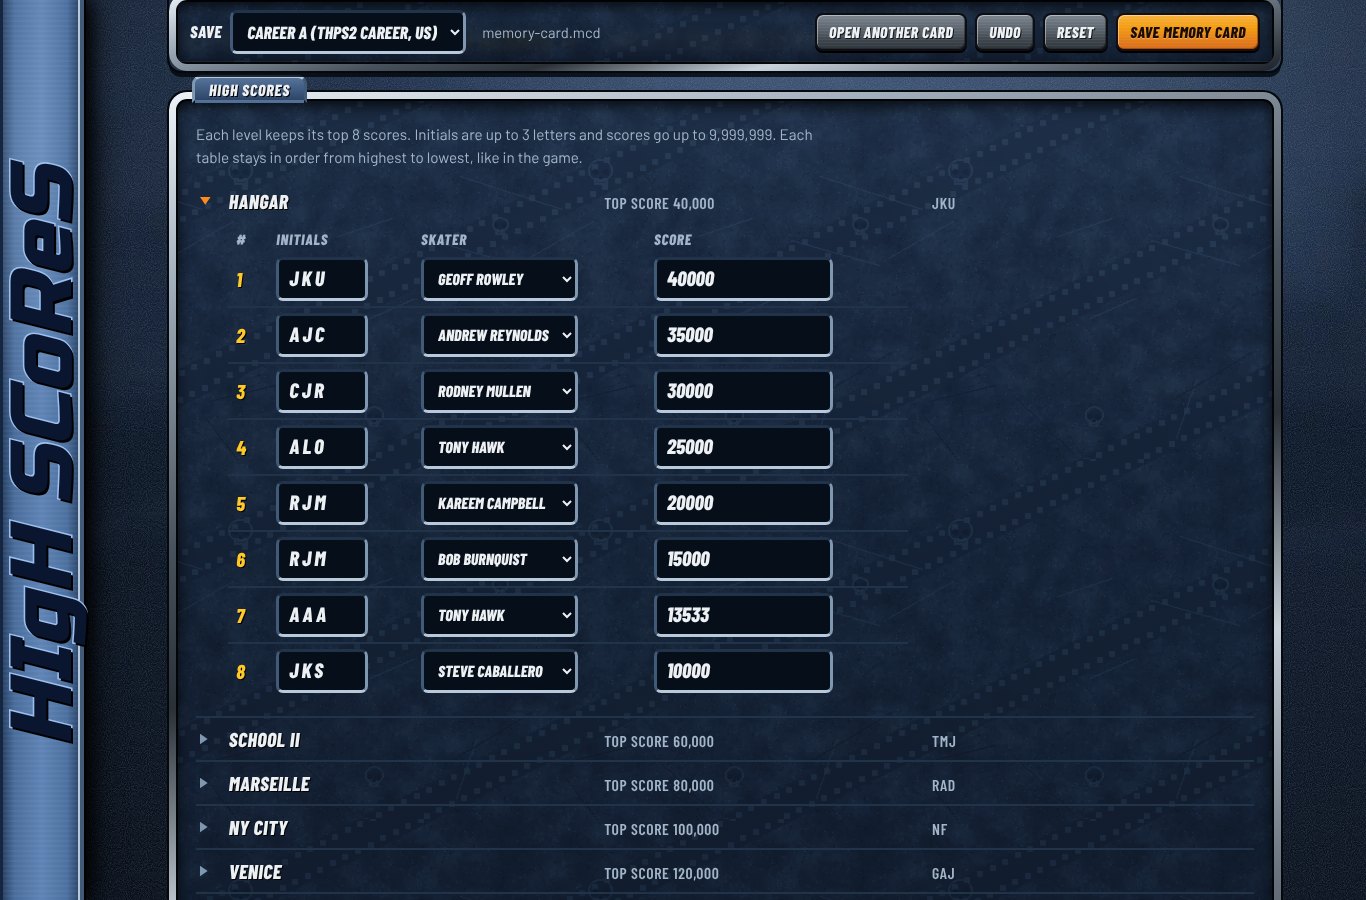 SAVE CAREER A (THPS2 CAREER, US) memory-card.mcd OPEN ANOTHER CARD UNDO RESET SAVE MEMORY CARD
HIgH SCoReS
HIGH SCORES
Each level keeps its top 8 scores. Initials are up to 3 letters and scores go up to 9,999,999. Each
table stays in order from highest to lowest, like in the game.
HANGAR TOP SCORE 40,000 JKU
# INITIALS SKATER SCORE
1 JKU GEOFF ROWLEY 40000
2 AJC ANDREW REYNOLDS 35000
3 CJR RODNEY MULLEN 30000
4 ALO TONY HAWK 25000
5 RJM KAREEM CAMPBELL 20000
6 RJM BOB BURNQUIST 15000
7 AAA TONY HAWK 13533
8 JKS STEVE CABALLERO 10000
SCHOOL II TOP SCORE 60,000 TMJ
MARSEILLE TOP SCORE 80,000 RAD
NY CITY TOP SCORE 100,000 NF
VENICE TOP SCORE 120,000 GAJ